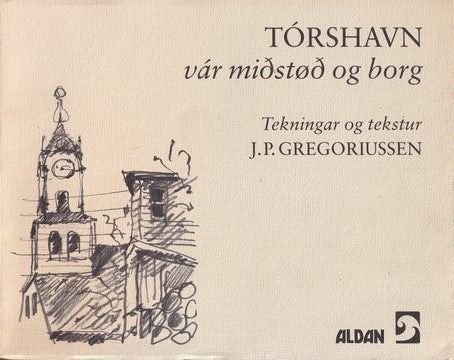 TÓRSHAVN
vár miðstøð og borg
Tekningar og tekstur
J.P. GREGORIUSSEN
ALDAN